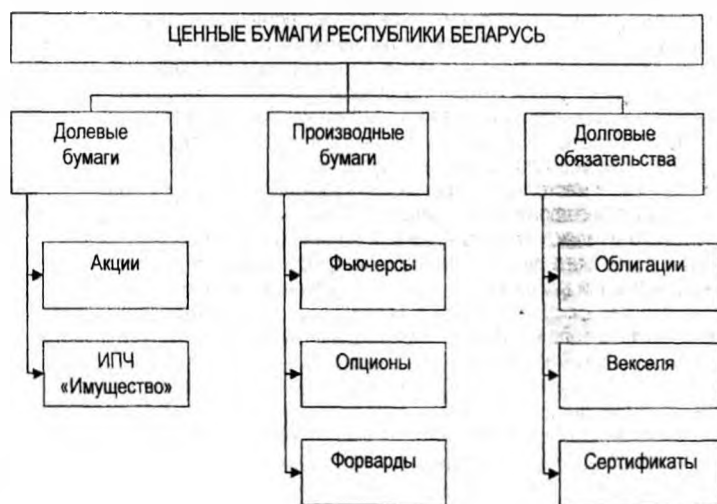 ЦЕННЫЕ БУМАГИ РЕСПУБЛИКИ БЕЛАРУСЬ
Долевые
бумаги
Акции
ИПЧ
«Имущество»
Производные
бумаги
Фьючерсы
Опционы
Форварды
Долговые
обязательства
Облигации
Векселя
Сертификаты